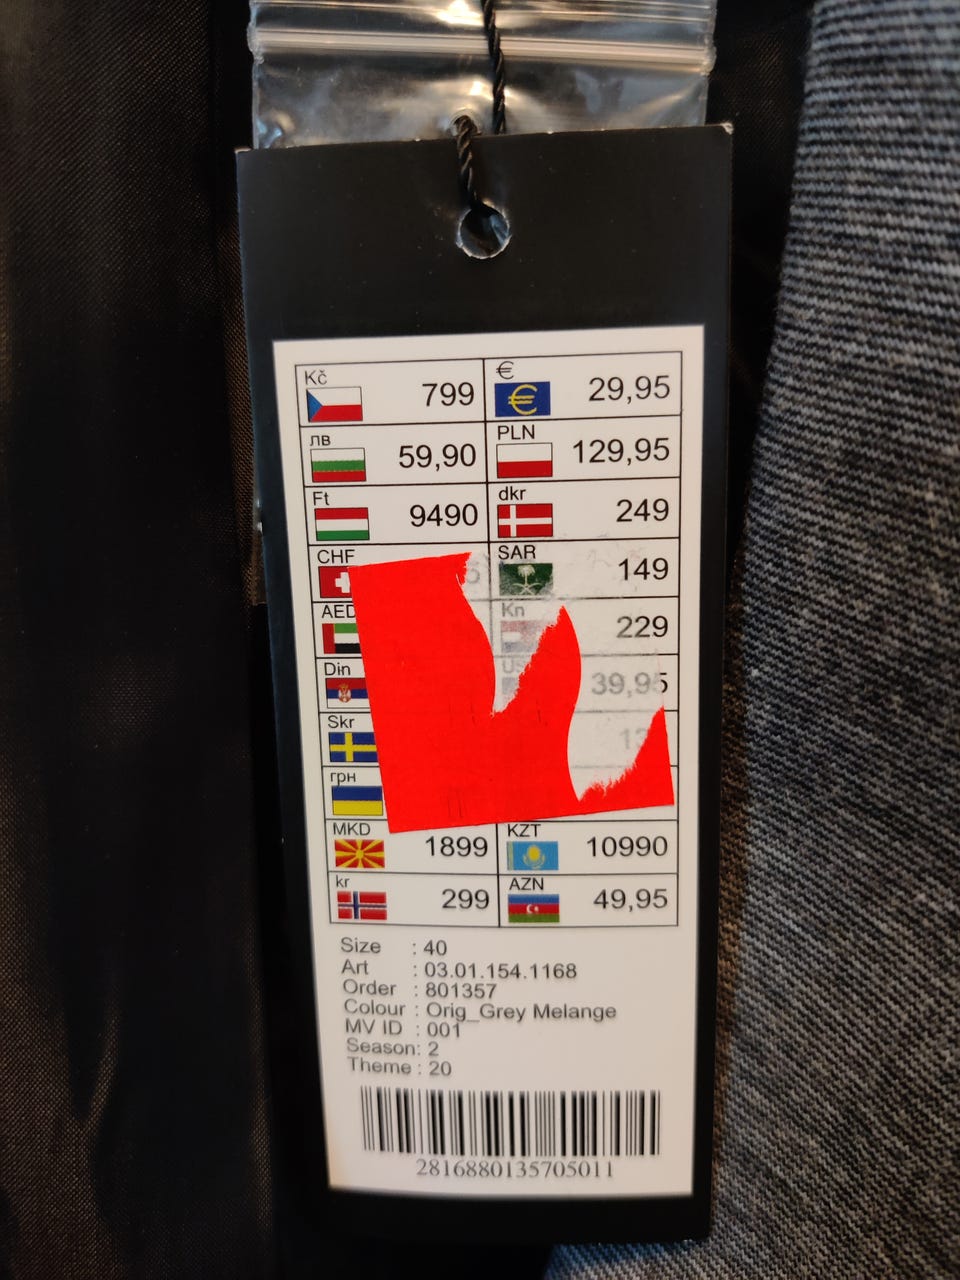 Kč 799 € 29,95
лв 59,90 PLN 129,95
Ft 9490 dkr 249
CHF SAR 149
AED Kn 229
Din 39,95
Skr
грн
MKD 1899 KZT 10990
kr 299 AZN 49,95
Size : 40
Art : 03.01.154.1168
Order : 801357
Colour : Orig_Grey Melange
MV ID : 001
Season: 2
Theme : 20
2816880135705011